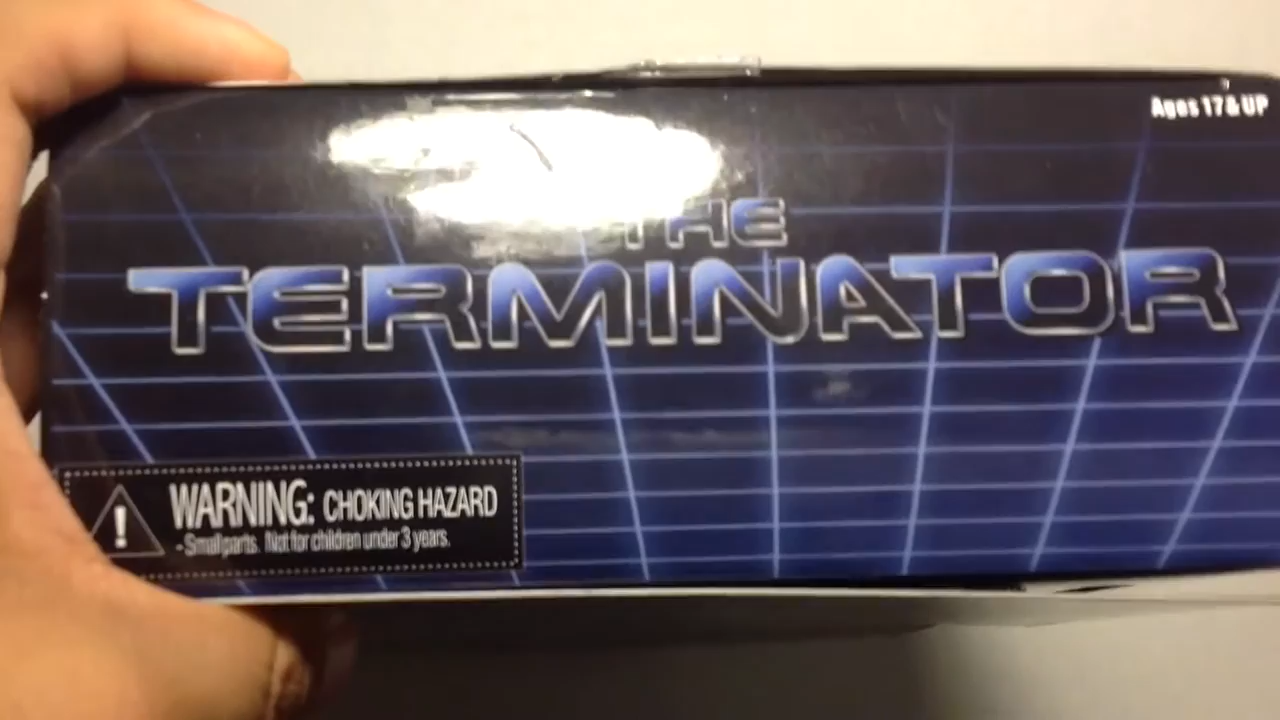 Ages 17 & UP
THE
TERMINATOR
WARNING: CHOKING HAZARD
-Small parts. Not for children under 3 years.